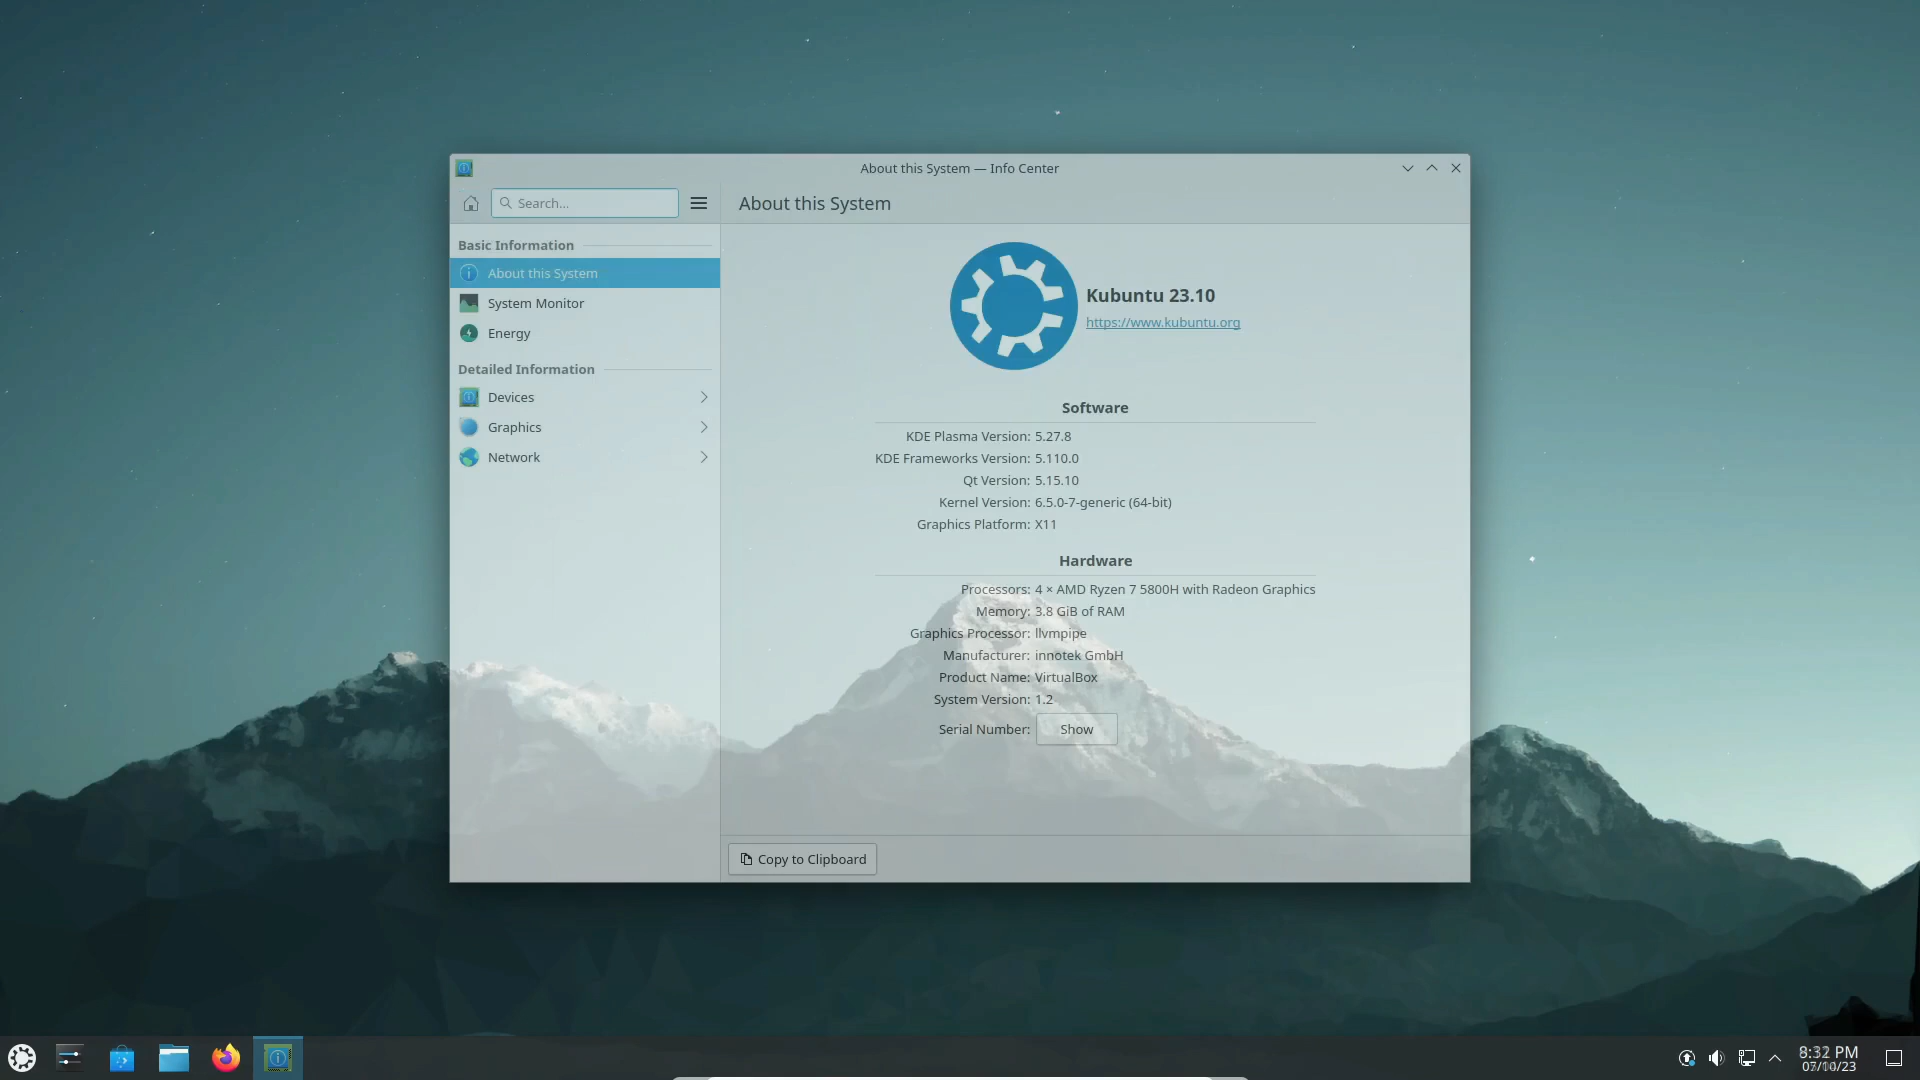 About this System — Info Center
Search...
About this System
Basic Information
About this System
System Monitor
Energy
Detailed Information
Devices
Graphics
Network
Kubuntu 23.10
https://www.kubuntu.org
Software
KDE Plasma Version: 5.27.8
KDE Frameworks Version: 5.110.0
Qt Version: 5.15.10
Kernel Version: 6.5.0-7-generic (64-bit)
Graphics Platform: X11
Hardware
Processors: 4 × AMD Ryzen 7 5800H with Radeon Graphics
Memory: 3.8 GiB of RAM
Graphics Processor: llvmpipe
Manufacturer: innotek GmbH
Product Name: VirtualBox
System Version: 1.2
Serial Number: Show
Copy to Clipboard
8:32 PM